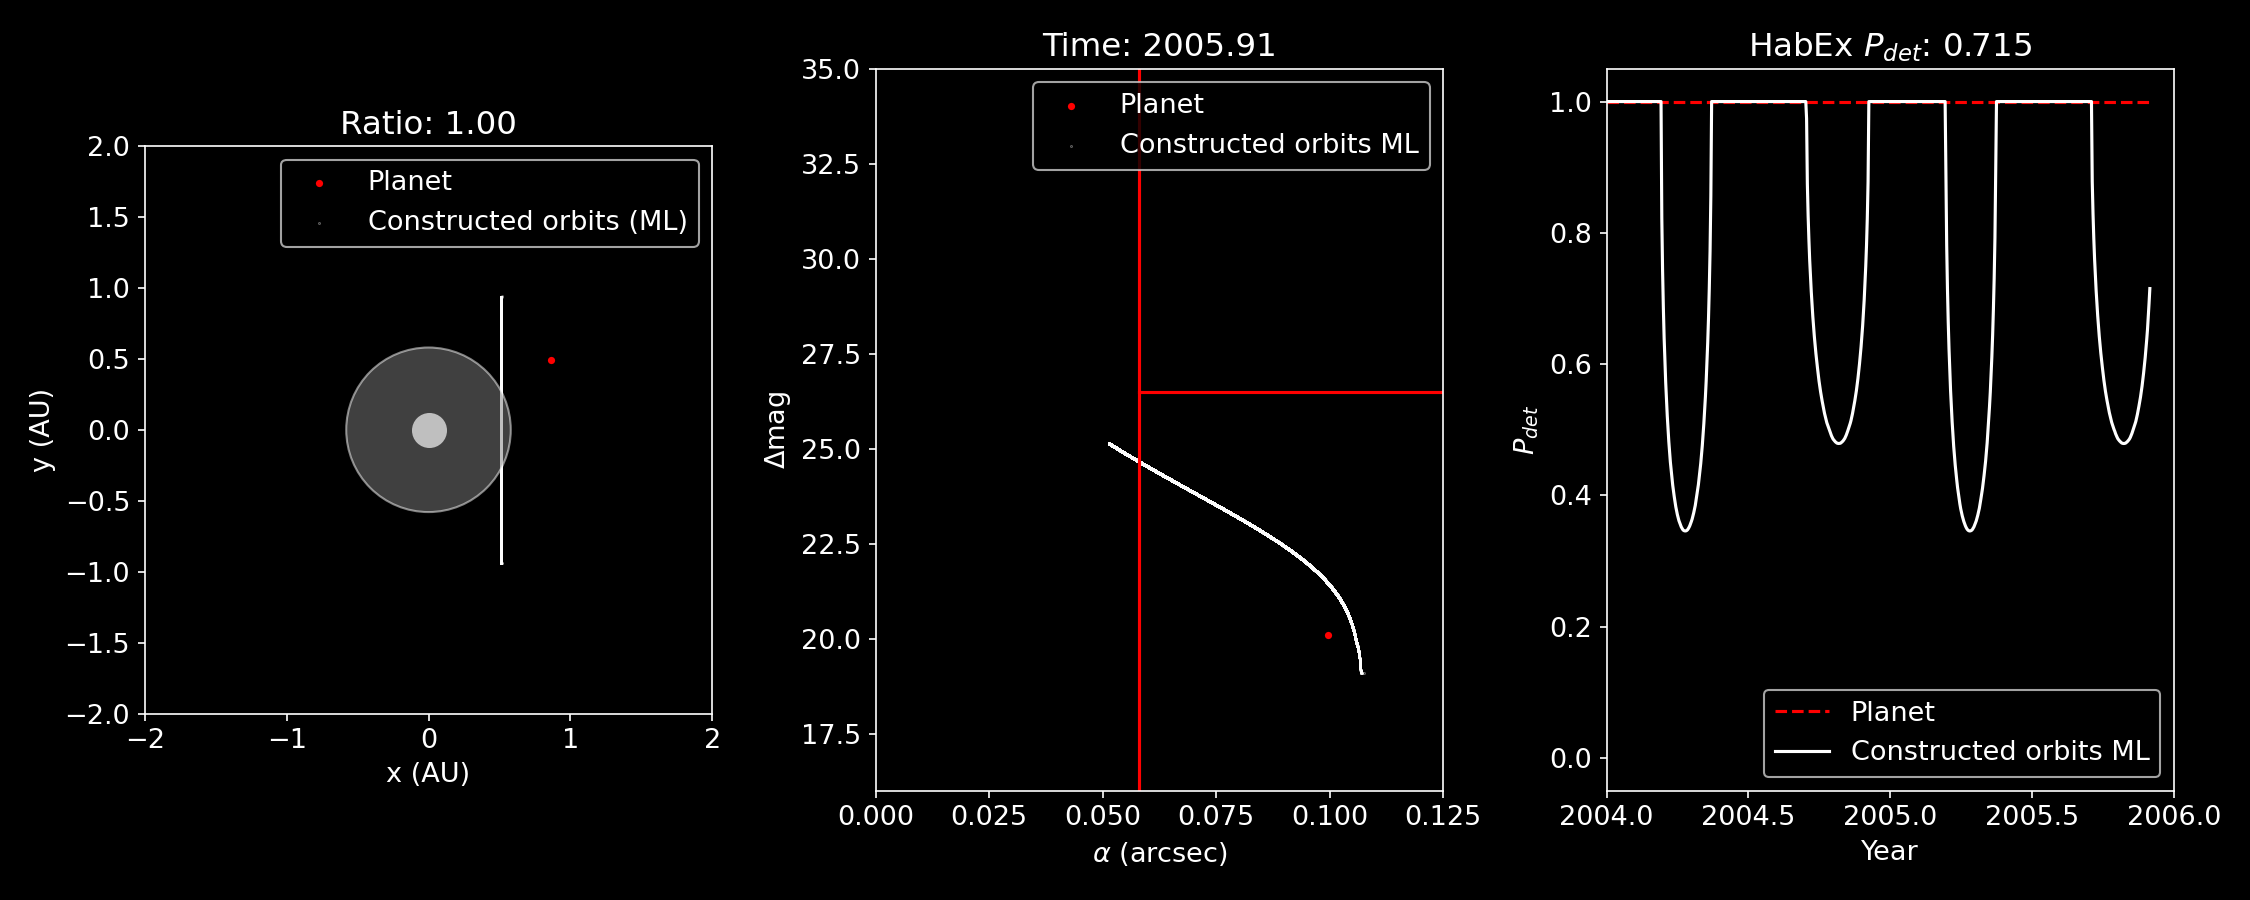 Ratio: 1.00
2.0
1.5
1.0
0.5
0.0
−0.5
−1.0
−1.5
−2.0
−2
−1
0
1
2
y (AU)
x (AU)
Planet
Constructed orbits (ML)
Time: 2005.91
35.0
32.5
30.0
27.5
25.0
22.5
20.0
17.5
0.000
0.025
0.050
0.075
0.100
0.125
Δmag
α (arcsec)
Planet
Constructed orbits ML
HabEx P_det: 0.715
1.0
0.8
0.6
0.4
0.2
0.0
2004.0
2004.5
2005.0
2005.5
2006.0
P_det
Year
Planet
Constructed orbits ML